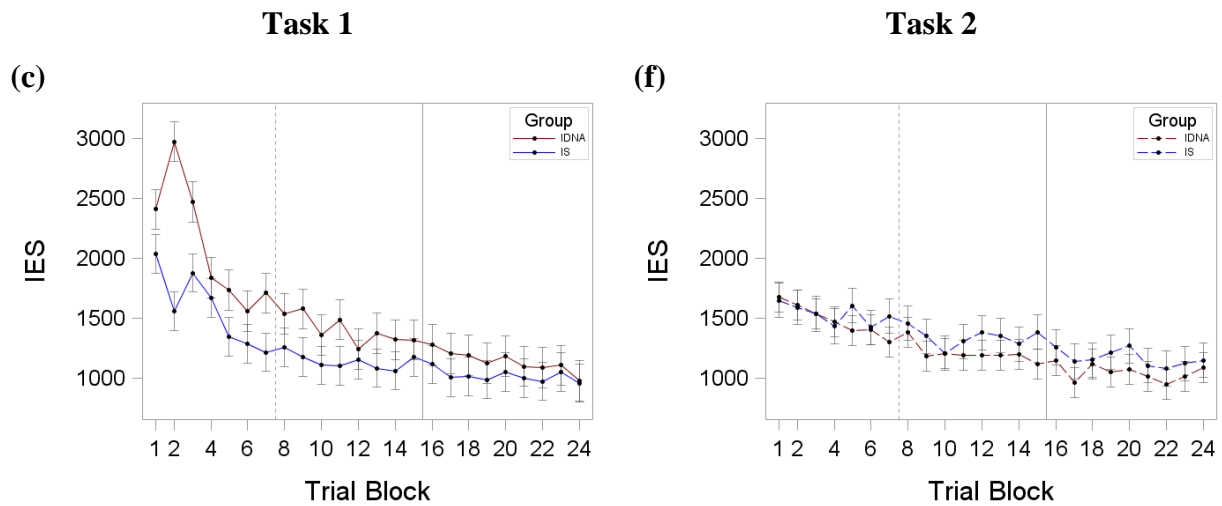 Task 1
Task 2
(c)
(f)
Group
IDNA
IS
3000
2500
2000
1500
1000
IES
1 2 4 6 8 10 12 14 16 18 20 22 24
Trial Block
Group
IDNA
IS
3000
2500
2000
1500
1000
IES
1 2 4 6 8 10 12 14 16 18 20 22 24
Trial Block